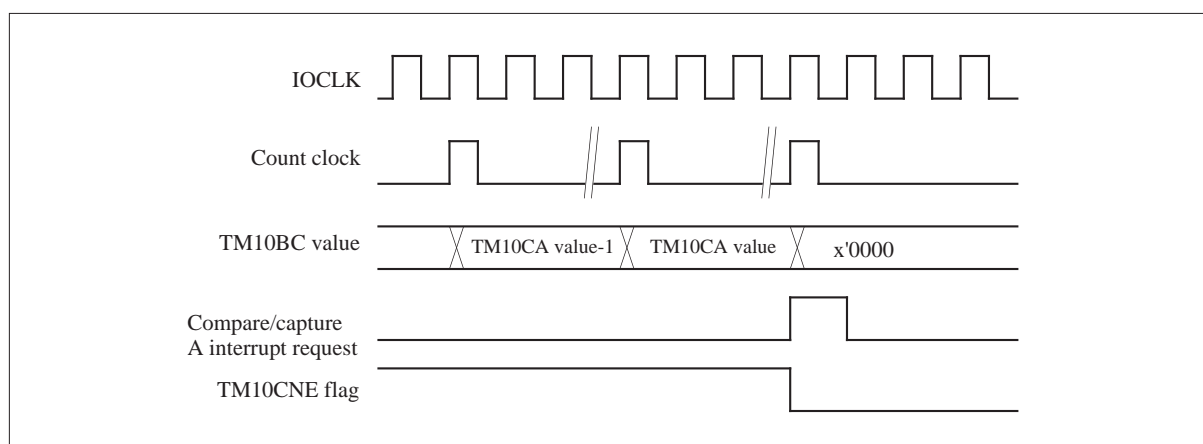 IOCLK
Count clock
TM10BC value
TM10CA value-1
TM10CA value
x'0000
Compare/capture
A interrupt request
TM10CNE flag